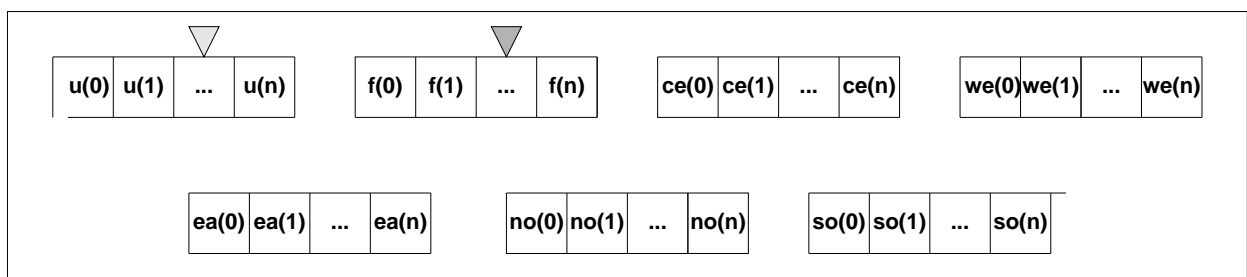 u(0) u(1) ... u(n) f(0) f(1) ... f(n) ce(0) ce(1) ... ce(n) we(0) we(1) ... we(n)
ea(0) ea(1) ... ea(n) no(0) no(1) ... no(n) so(0) so(1) ... so(n)